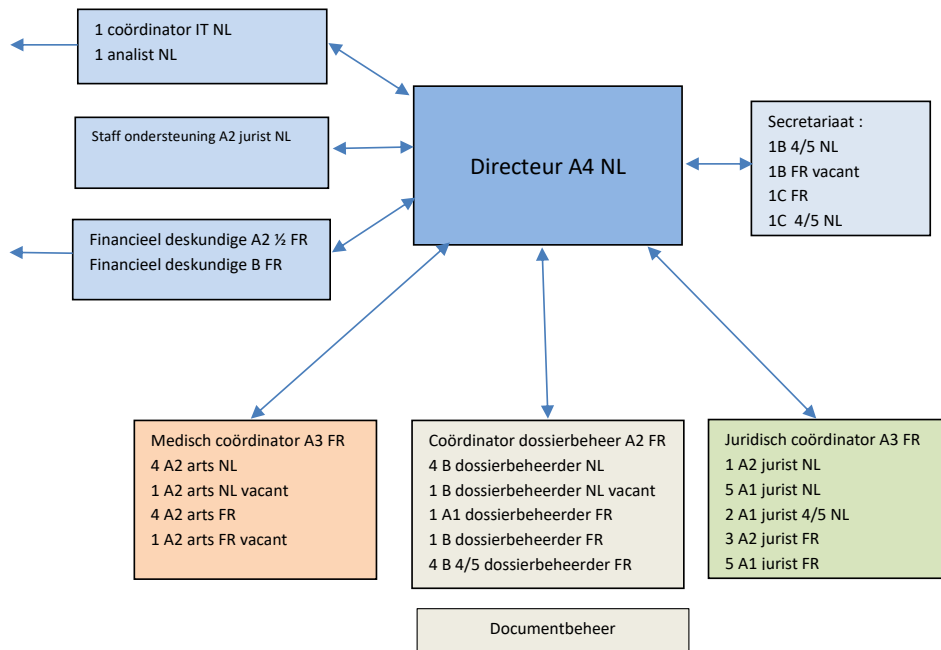 1 coördinator IT NL
1 analist NL
Staff ondersteuning A2 jurist NL
Financieel deskundige A2 ½ FR
Financieel deskundige B FR
Directeur A4 NL
Secretariaat :
1B 4/5 NL
1B FR vacant
1C FR
1C 4/5 NL
Medisch coördinator A3 FR
4 A2 arts NL
1 A2 arts NL vacant
4 A2 arts FR
1 A2 arts FR vacant
Coördinator dossierbeheer A2 FR
4 B dossierbeheerder NL
1 B dossierbeheerder NL vacant
1 A1 dossierbeheerder FR
1 B dossierbeheerder FR
4 B 4/5 dossierbeheerder FR
Juridisch coördinator A3 FR
1 A2 jurist NL
5 A1 jurist NL
2 A1 jurist 4/5 NL
3 A2 jurist FR
5 A1 jurist FR
Documentbeheer